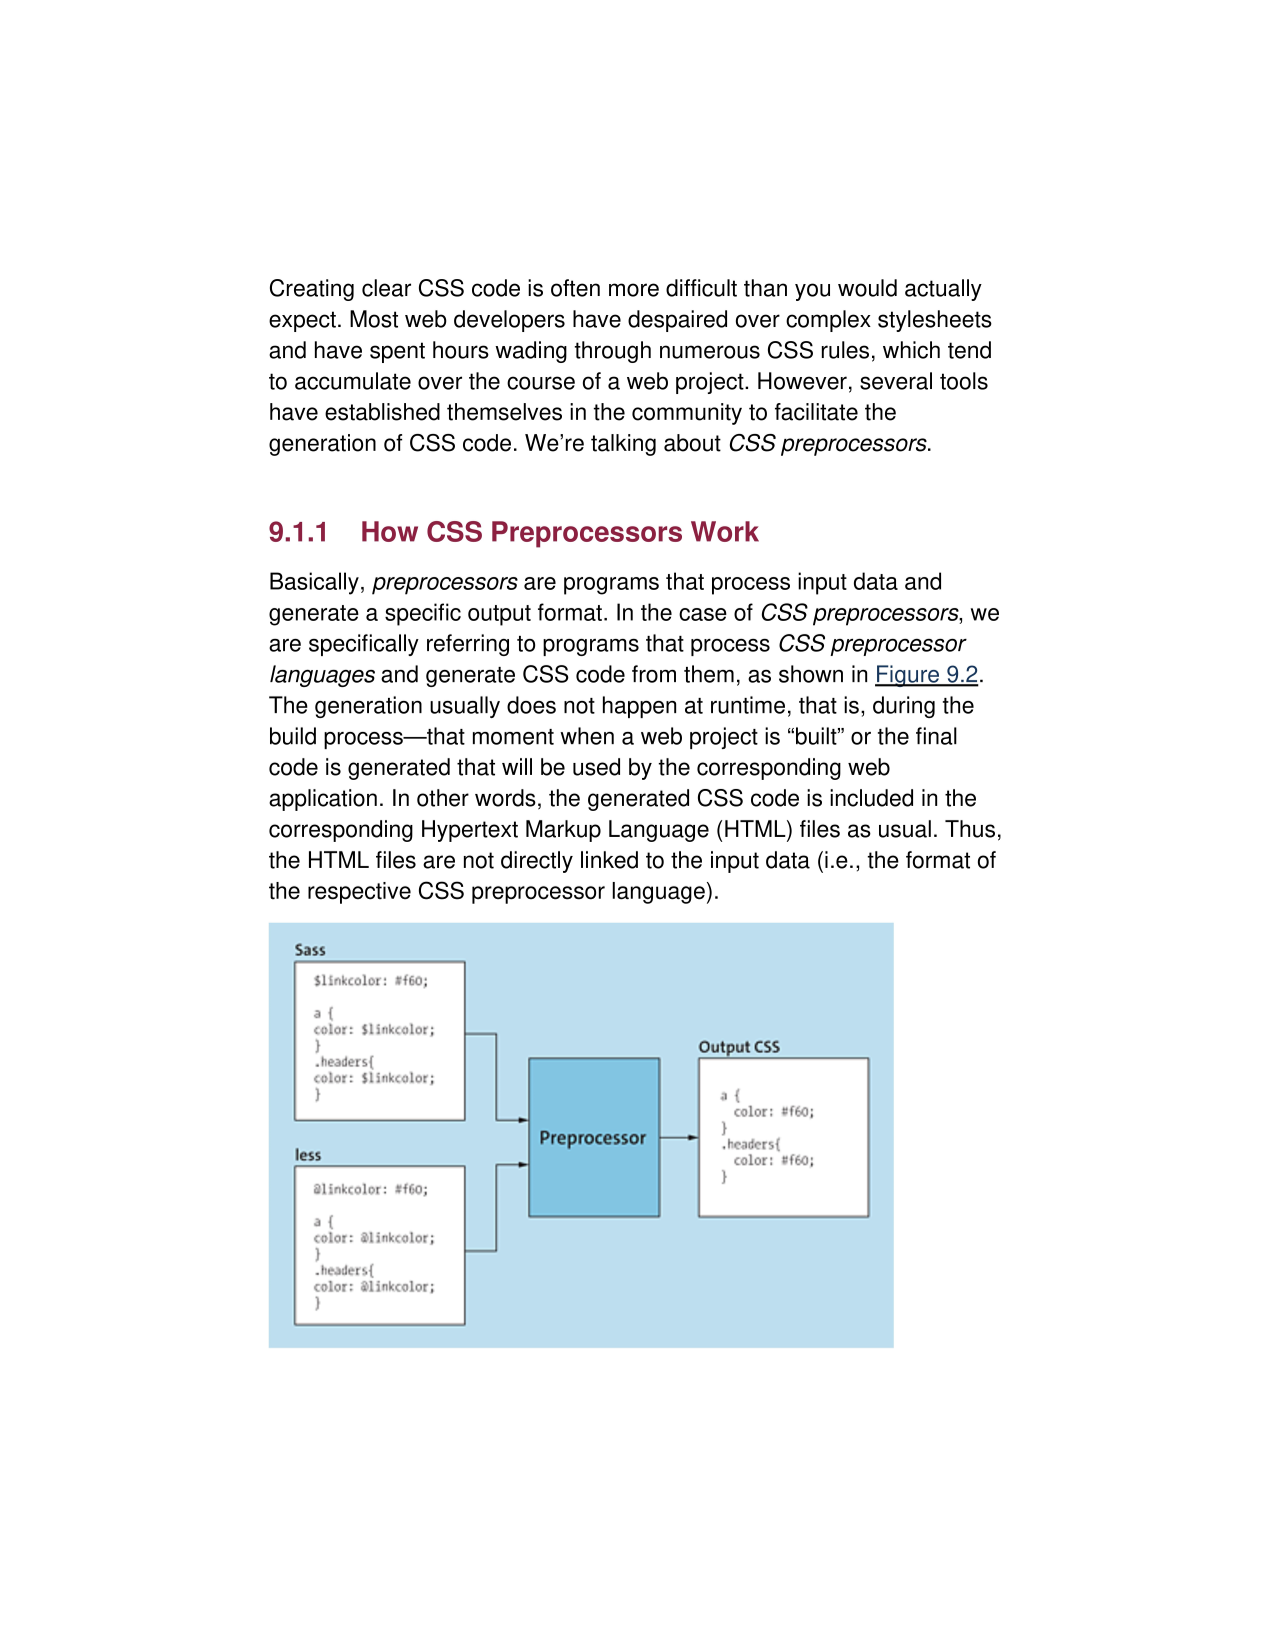 Creating clear CSS code is often more difficult than you would actually
expect. Most web developers have despaired over complex stylesheets
and have spent hours wading through numerous CSS rules, which tend
to accumulate over the course of a web project. However, several tools
have established themselves in the community to facilitate the
generation of CSS code. We’re talking about CSS preprocessors.
9.1.1 How CSS Preprocessors Work
Basically, preprocessors are programs that process input data and
generate a specific output format. In the case of CSS preprocessors, we
are specifically referring to programs that process CSS preprocessor
languages and generate CSS code from them, as shown in Figure 9.2.
The generation usually does not happen at runtime, that is, during the
build process—that moment when a web project is “built” or the final
code is generated that will be used by the corresponding web
application. In other words, the generated CSS code is included in the
corresponding Hypertext Markup Language (HTML) files as usual. Thus,
the HTML files are not directly linked to the input data (i.e., the format of
the respective CSS preprocessor language).
Sass
$linkcolor: #f60;
a {
color: $linkcolor;
}
.headers{
color: $linkcolor;
}
less
@linkcolor: #f60;
a {
color: @linkcolor;
}
.headers{
color: @linkcolor;
}
Preprocessor
Output CSS
a {
color: #f60;
}
.headers{
color: #f60;
}